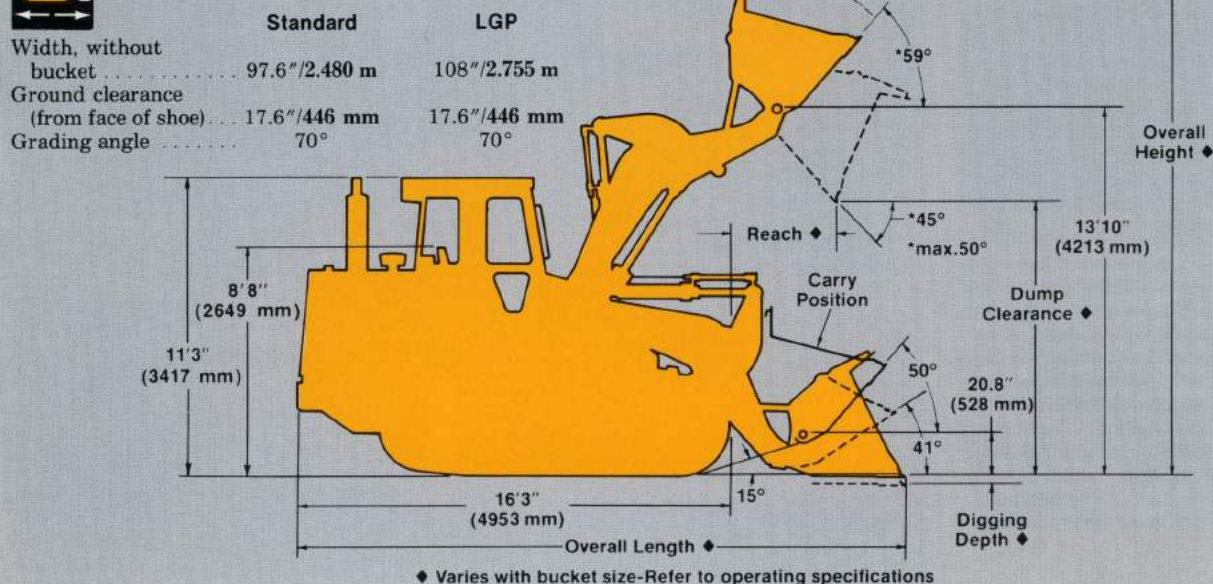 Standard LGP
Width, without
bucket ............ 97.6"/2.480 m 108"/2.755 m
Ground clearance
(from face of shoe) ... 17.6"/446 mm 17.6"/446 mm
Grading angle ....... 70° 70°
*59°
Overall
Height ♦
*45°
*max.50°
Reach ♦
13'10"
(4213 mm)
Carry
Position
8'8"
(2649 mm)
Dump
Clearance ♦
11'3"
(3417 mm)
50°
20.8"
(528 mm)
41°
15°
16'3"
(4953 mm)
Digging
Depth ♦
Overall Length ♦
♦ Varies with bucket size-Refer to operating specifications